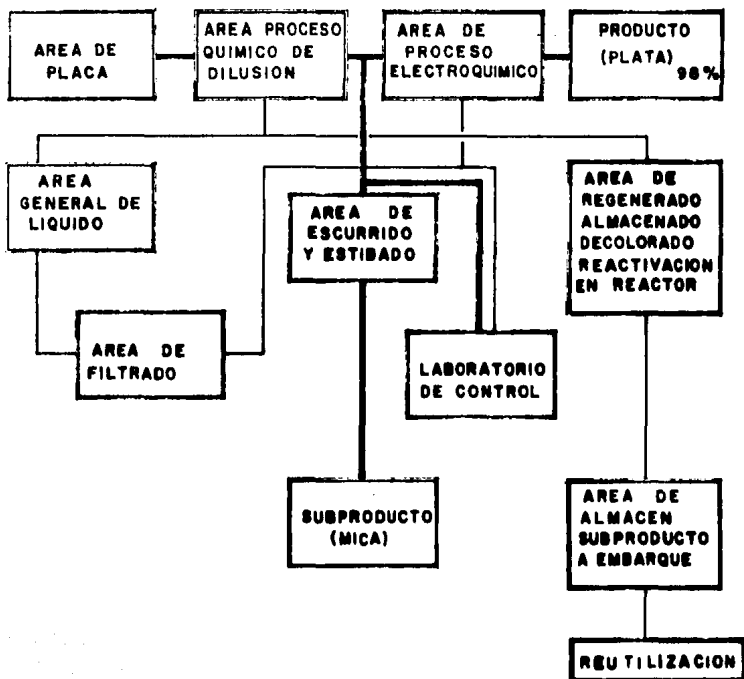 AREA DE
PLACA
AREA PROCESO
QUIMICO DE
DILUSION
AREA DE
PROCESO
ELECTROQUIMICO
PRODUCTO
(PLATA)
98%
AREA
GENERAL DE
LIQUIDO
AREA DE
ESCURRIDO
Y ESTIBADO
AREA DE
REGENERADO
ALMACENADO
DECOLORADO
REACTIVACION
EN REACTOR
AREA DE
FILTRADO
LABORATORIO
DE CONTROL
SUBPRODUCTO
(MICA)
AREA DE
ALMACEN
SUBPRODUCTO
A EMBARQUE
REUTILIZACION